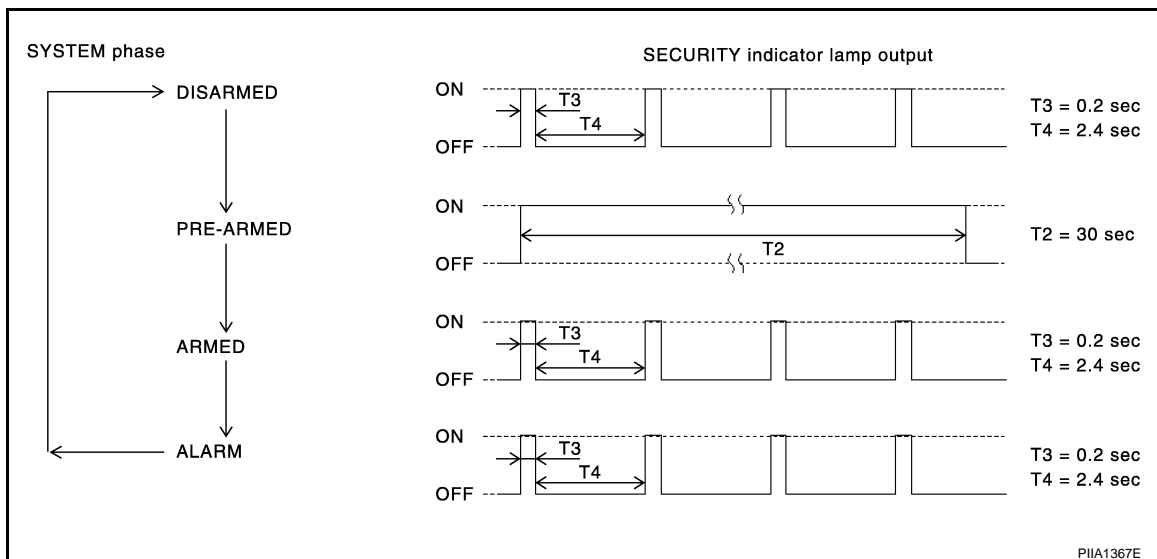 SYSTEM phase
SECURITY indicator lamp output
DISARMED
ON
T3
T4
OFF
T3 = 0.2 sec
T4 = 2.4 sec
PRE-ARMED
ON
T2
OFF
T2 = 30 sec
ARMED
ON
T3
T4
OFF
T3 = 0.2 sec
T4 = 2.4 sec
ALARM
ON
T3
T4
OFF
T3 = 0.2 sec
T4 = 2.4 sec
PIIA1367E